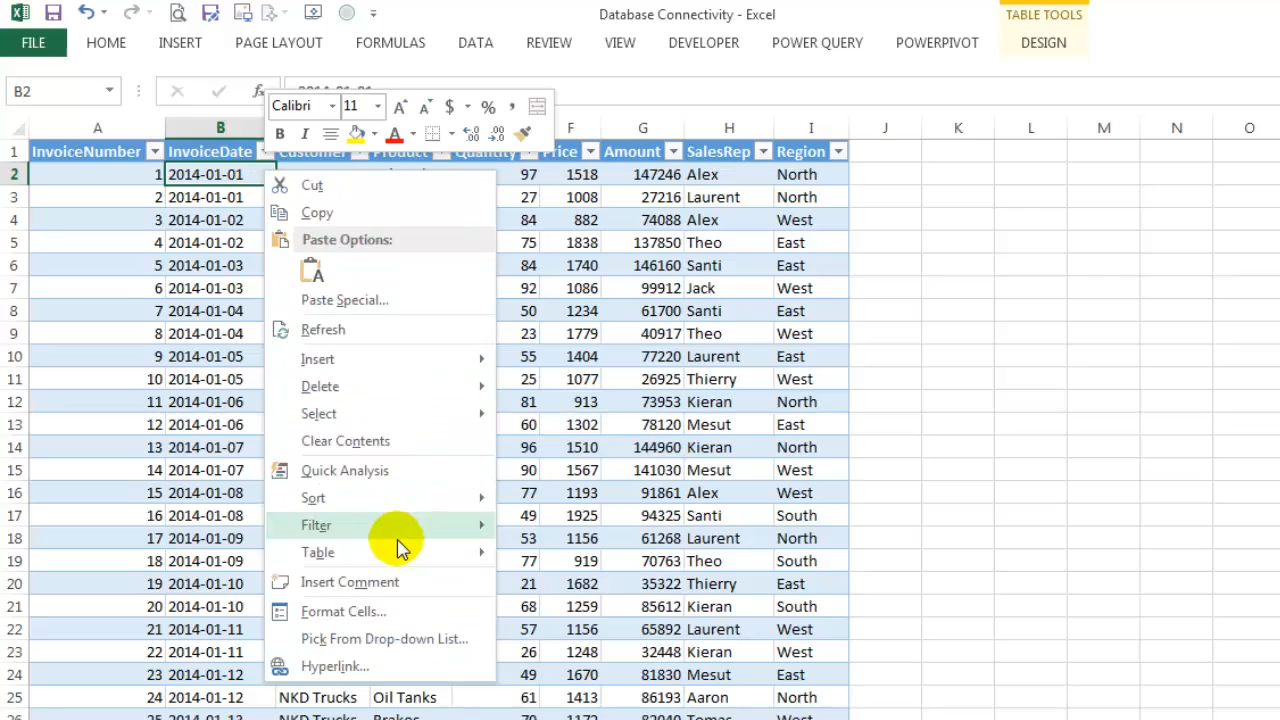 Database Connectivity - Excel
TABLE TOOLS
FILE HOME INSERT PAGE LAYOUT FORMULAS DATA REVIEW VIEW DEVELOPER POWER QUERY POWERPIVOT DESIGN
B2
Calibri 11 $ % ,
B I A
A B F G H I J K L M N O
1 InvoiceNumber InvoiceDate Customer Product Quantity Price Amount SalesRep Region
2 1 2014-01-01 97 1518 147246 Alex North
3 2 2014-01-01 27 1008 27216 Laurent North
4 3 2014-01-02 84 882 74088 Alex West
5 4 2014-01-02 75 1838 137850 Theo East
6 5 2014-01-03 84 1740 146160 Santi East
7 6 2014-01-03 92 1086 99912 Jack West
8 7 2014-01-04 50 1234 61700 Santi East
9 8 2014-01-04 23 1779 40917 Theo West
10 9 2014-01-05 55 1404 77220 Laurent East
11 10 2014-01-05 25 1077 26925 Thierry West
12 11 2014-01-06 81 913 73953 Kieran North
13 12 2014-01-06 60 1302 78120 Mesut East
14 13 2014-01-07 96 1510 144960 Kieran North
15 14 2014-01-07 90 1567 141030 Mesut West
16 15 2014-01-08 77 1193 91861 Alex West
17 16 2014-01-08 49 1925 94325 Santi South
18 17 2014-01-09 53 1156 61268 Laurent North
19 18 2014-01-09 77 919 70763 Theo South
20 19 2014-01-10 21 1682 35322 Thierry East
21 20 2014-01-10 68 1259 85612 Kieran South
22 21 2014-01-11 57 1156 65892 Laurent West
23 22 2014-01-11 26 1248 32448 Kieran West
24 23 2014-01-12 49 1670 81830 Mesut East
25 24 2014-01-12 NKD Trucks Oil Tanks 61 1413 86193 Aaron North
Cut
Copy
Paste Options:
Paste Special...
Refresh
Insert
Delete
Select
Clear Contents
Quick Analysis
Sort
Filter
Table
Insert Comment
Format Cells...
Pick From Drop-down List...
Hyperlink...